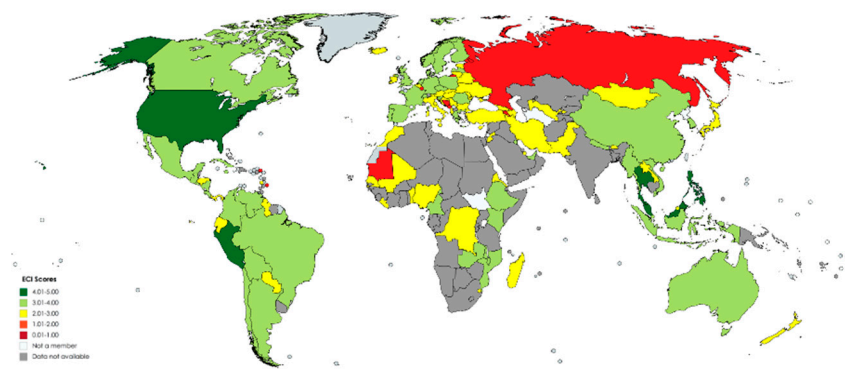 ECI Scores
4.01-5.00
3.01-4.00
2.01-3.00
1.01-2.00
0.01-1.00
Not a member
Data not available